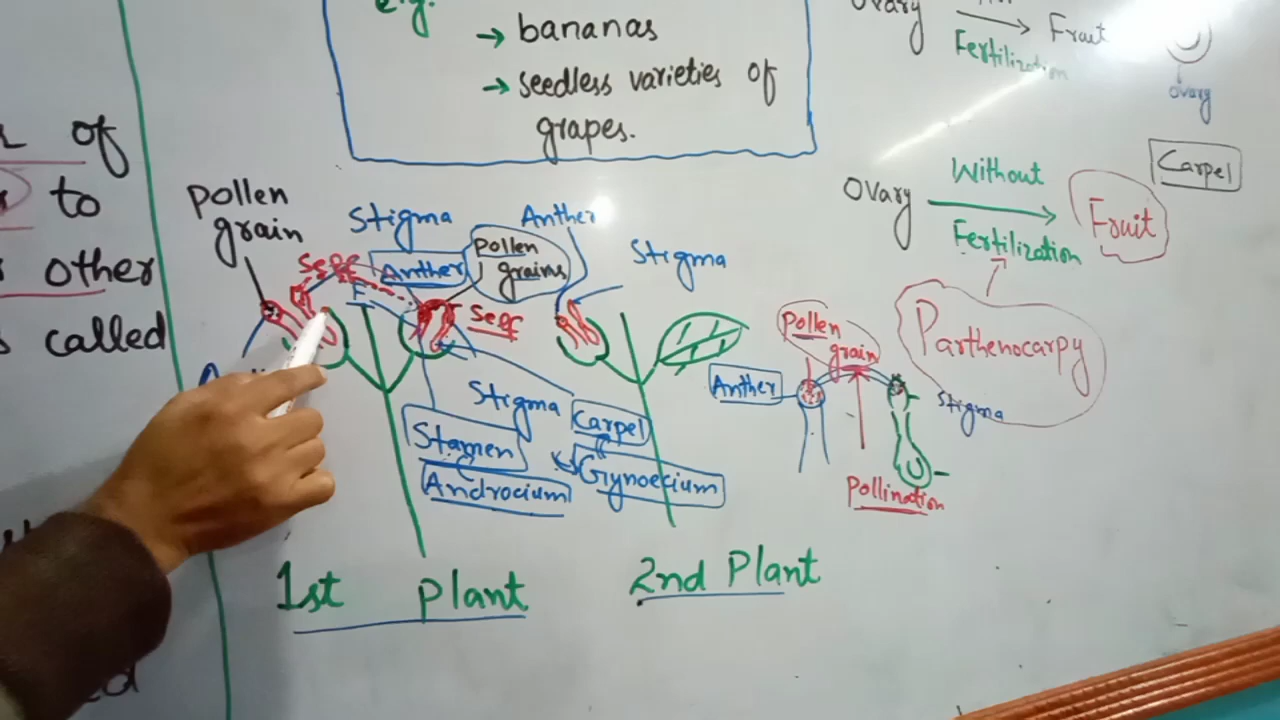 e.g.
→ bananas
→ seedless varieties of
grapes.
Ovary → Fruit
Fertilization
ovary
Carpel
Ovary → Fruit
Without
Fertilization
Parthenocarpy
of
to
other
called
Pollen
grain
Stigma
Anther
Pollen
grains
Self
Self
F
Anther
Stigma
Stigma
Stamen
Androcium
Carpel
Gynoecium
1st Plant
2nd Plant
Pollen
grain
Anther
Stigma
Pollination